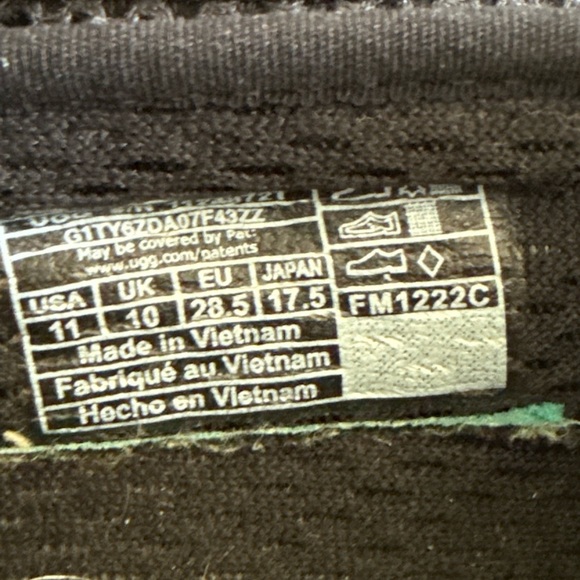 G1TY6ZDA07F43ZZ
May be covered by Pat:
www.ugg.com/patents
USA UK EU JAPAN
11 10 28.5 17.5
FM1222C
Made in Vietnam
Fabriqué au Vietnam
Hecho en Vietnam